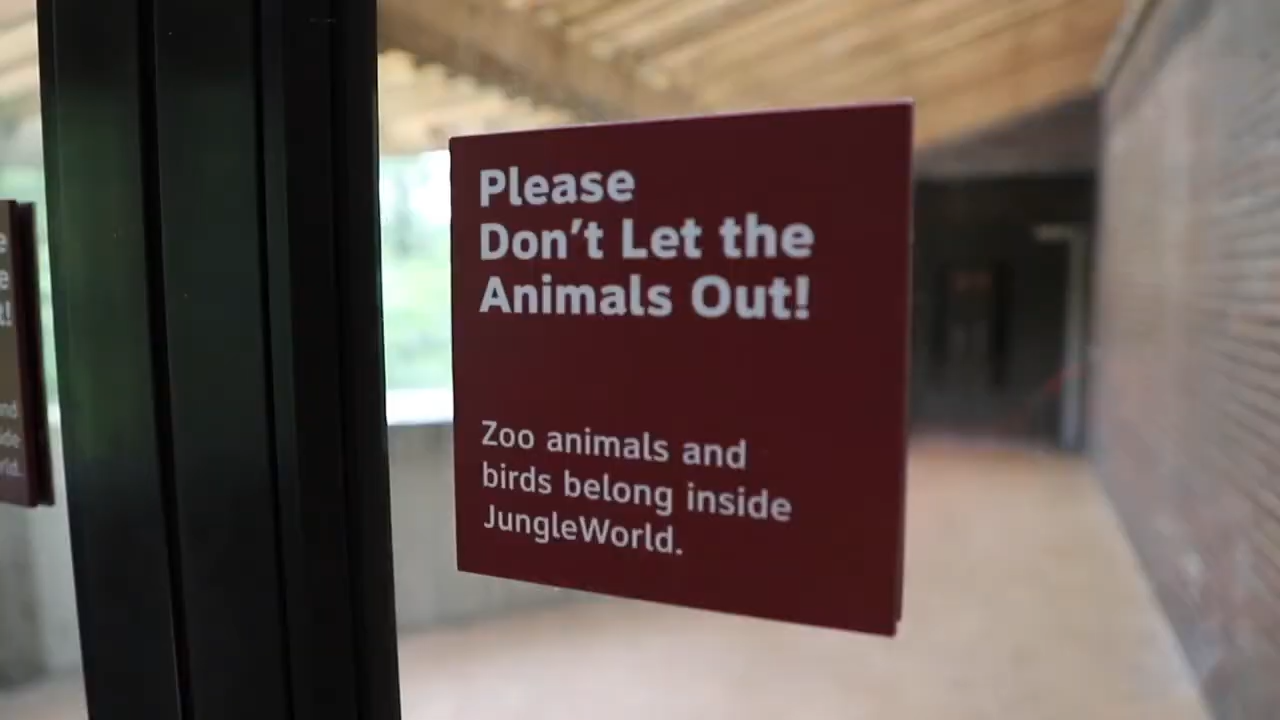 Please
Don't Let the
Animals Out!
Zoo animals and
birds belong inside
JungleWorld.